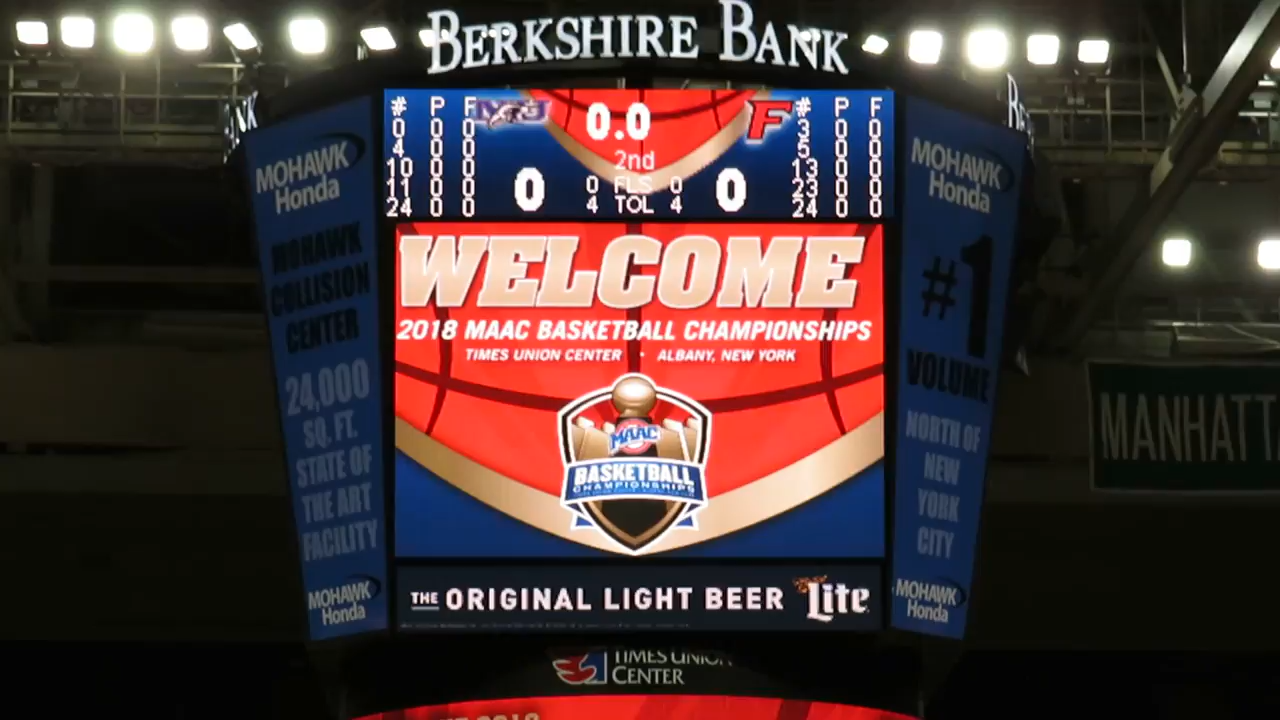 BERKSHIRE BANK
# P F
0 0 0
4 0 0
10 0 0
11 0 0
24 0 0
0.0
2nd
0 0 FLS 0 0
4 TOL 4
F
# P F
3 0 0
5 0 0
13 0 0
23 0 0
24 0 0
MOHAWK
Honda
MOHAWK
COLLISION
CENTER
24,000
SQ. FT.
STATE OF
THE ART
FACILITY
MOHAWK
Honda
WELCOME
2018 MAAC BASKETBALL CHAMPIONSHIPS
TIMES UNION CENTER · ALBANY, NEW YORK
MAAC
BASKETBALL
CHAMPIONSHIPS
THE ORIGINAL LIGHT BEER Lite
MOHAWK
Honda
#1
VOLUME
NORTH OF
NEW
YORK
CITY
MOHAWK
Honda
MANHATT
TIMES UNION
CENTER
2018